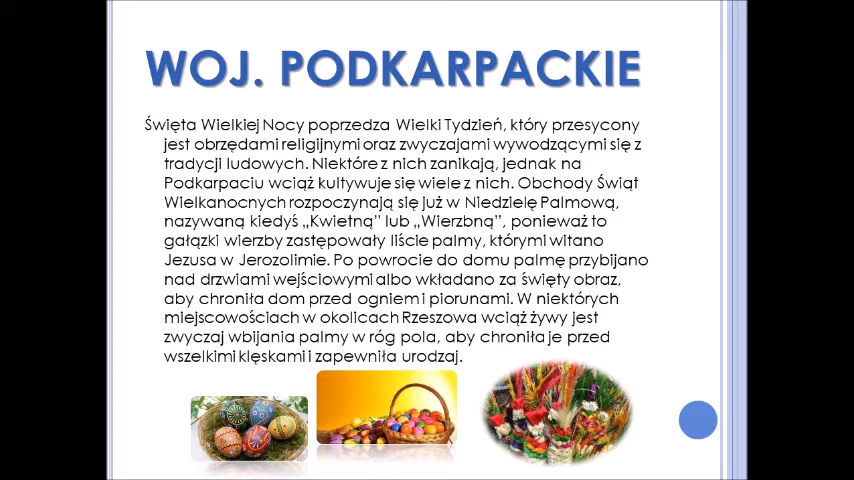 WOJ. PODKARPACKIE
Święta Wielkiej Nocy poprzedza Wielki Tydzień, który przesycony
jest obrzędami religijnymi oraz zwyczajami wywodzącymi się z
tradycji ludowych. Niektóre z nich zanikają, jednak na
Podkarpaciu wciąż kultywuje się wiele z nich. Obchody Świąt
Wielkanocnych rozpoczynają się już w Niedzielę Palmową,
nazywaną kiedyś „Kwietną” lub „Wierzbną”, ponieważ to
gałązki wierzby zastępowały liście palmy, którymi witano
Jezusa w Jerozolimie. Po powrocie do domu palmę przybijano
nad drzwiami wejściowymi albo wkładano za święty obraz,
aby chroniła dom przed ogniem i piorunami. W niektórych
miejscowościach w okolicach Rzeszowa wciąż żywy jest
zwyczaj wbijania palmy w róg pola, aby chroniła je przed
wszelkimi klęskami i zapewniła urodzaj.